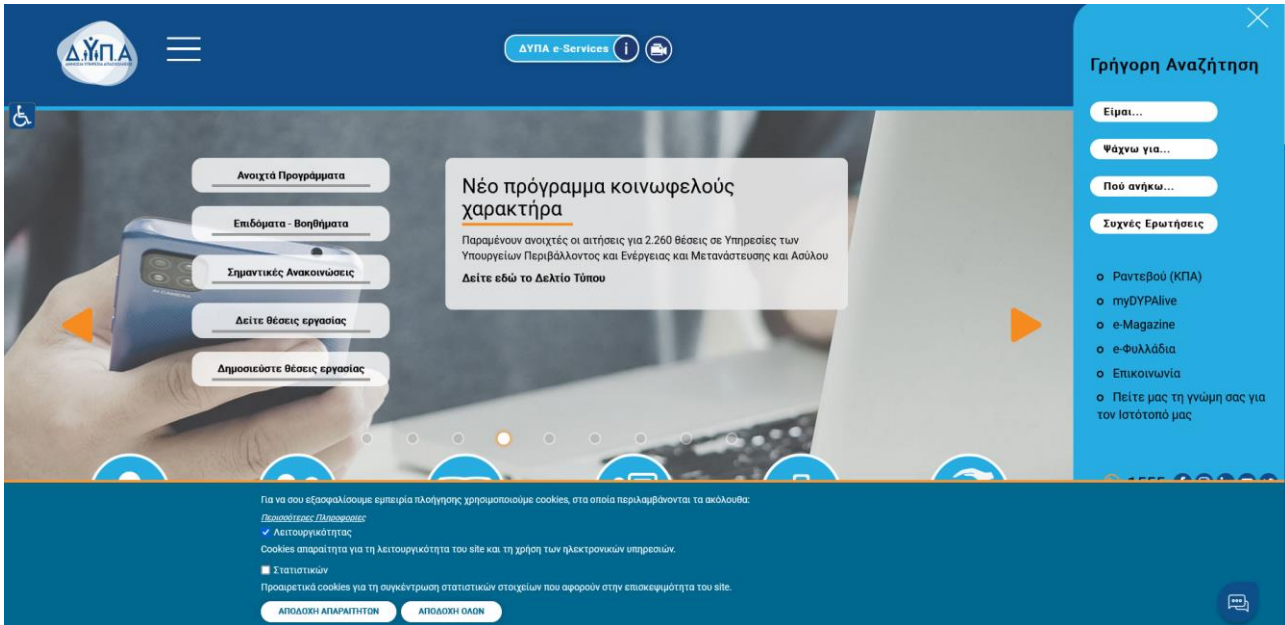 Δ.ΥΠ.Α
ΔΗΜΟΣΙΑ ΥΠΗΡΕΣΙΑ ΑΠΑΣΧΟΛΗΣΗΣ
ΔΥΠΑ e-Services
Ανοιχτά Προγράμματα
Επιδόματα - Βοηθήματα
Σημαντικές Ανακοινώσεις
Δείτε θέσεις εργασίας
Δημοσιεύστε θέσεις εργασίας
Νέο πρόγραμμα κοινωφελούς
χαρακτήρα
Παραμένουν ανοιχτές οι αιτήσεις για 2.260 θέσεις σε Υπηρεσίες των
Υπουργείων Περιβάλλοντος και Ενέργειας και Μετανάστευσης και Ασύλου
Δείτε εδώ το Δελτίο Τύπου
Γρήγορη Αναζήτηση
Είμαι...
Ψάχνω για...
Πού ανήκω...
Συχνές Ερωτήσεις
Ραντεβού (ΚΠΑ)
myDYPAlive
e-Magazine
e-Φυλλάδια
Επικοινωνία
Πείτε μας τη γνώμη σας για
τον Ιστότοπό μας
Για να σου εξασφαλίσουμε εμπειρία πλοήγησης χρησιμοποιούμε cookies, στα οποία περιλαμβάνονται τα ακόλουθα:
Περισσότερες Πληροφορίες
Λειτουργικότητας
Cookies απαραίτητα για τη λειτουργικότητα του site και τη χρήση των ηλεκτρονικών υπηρεσιών.
Στατιστικών
Προαιρετικά cookies για τη συγκέντρωση στατιστικών στοιχείων που αφορούν στην επισκεψιμότητα του site.
ΑΠΟΔΟΧΗ ΑΠΑΡΑΙΤΗΤΩΝ
ΑΠΟΔΟΧΗ ΟΛΩΝ